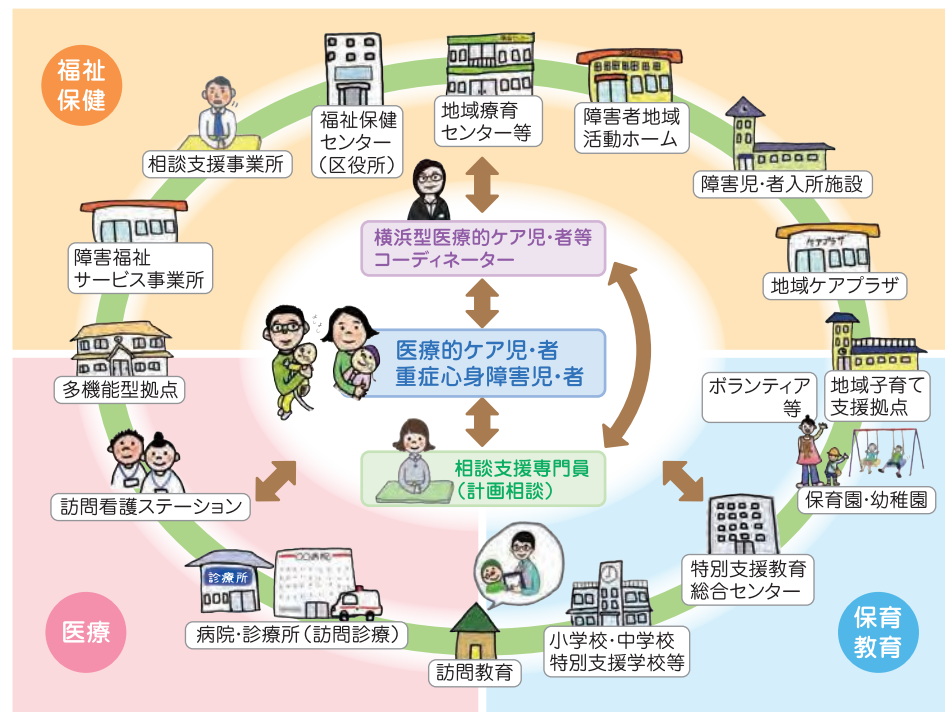 福祉
保健
相談支援事業所
福祉保健
センター
（区役所）
地域療育
センター等
障害者地域
活動ホーム
障害児・者入所施設
障害福祉
サービス事業所
横浜型医療的ケア児・者等
コーディネーター
ケアプラザ
地域ケアプラザ
医療的ケア児・者
重症心身障害児・者
多機能型拠点
ボランティア
等
地域子育て
支援拠点
相談支援専門員
（計画相談）
訪問看護ステーション
保育園・幼稚園
診療所
病院・診療所（訪問診療）
特別支援教育
総合センター
訪問教育
小学校・中学校
特別支援学校等
医療
保育
教育